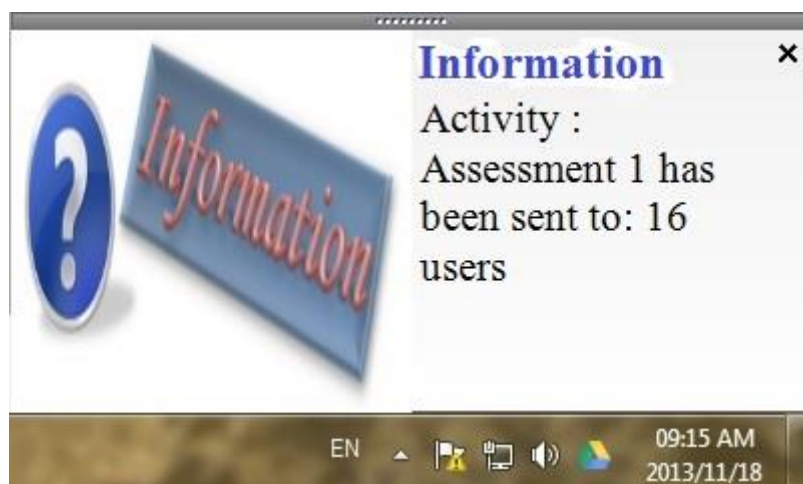 ?
Information
Information
Activity :
Assessment 1 has
been sent to: 16
users
EN
09:15 AM
2013/11/18